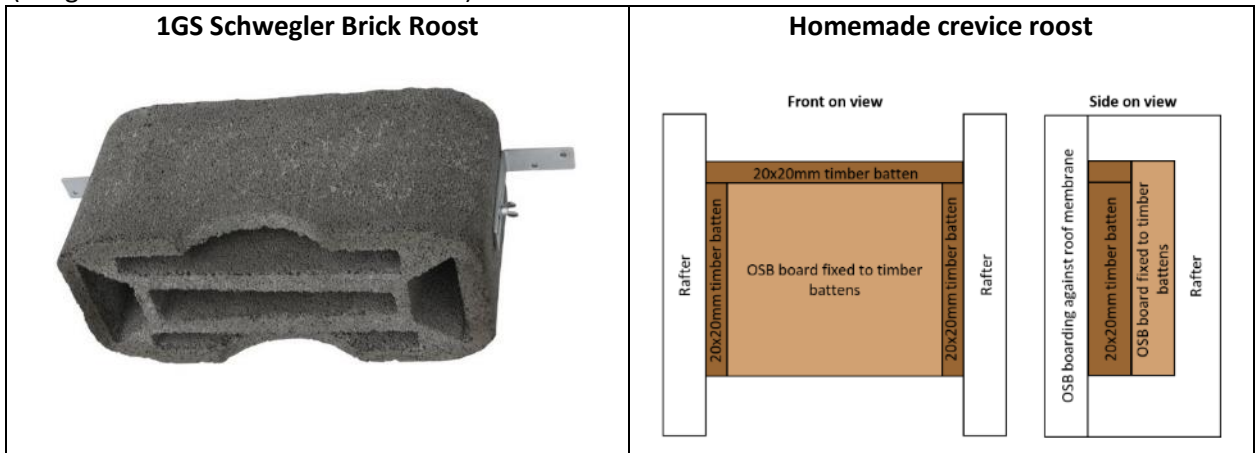 1GS Schwegler Brick Roost
Homemade crevice roost
Front on view
Side on view
20x20mm timber batten
Rafter
20x20mm timber batten
OSB board fixed to timber
battens
20x20mm timber batten
Rafter
OSB boarding against roof membrane
20x20mm timber batten
OSB board fixed to timber
battens
Rafter